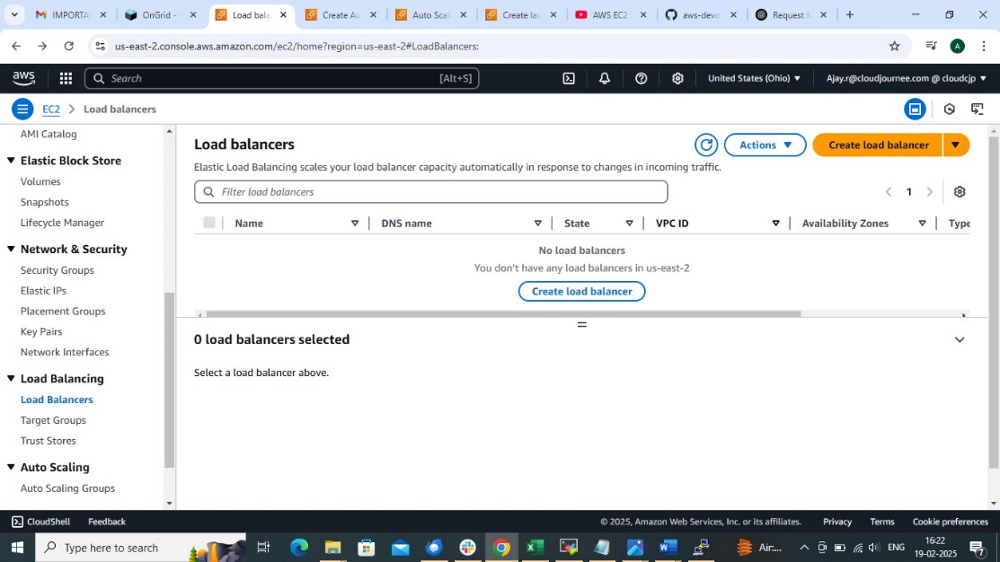 IMPORTA
OnGrid -
Load bala
Create Au
Auto Scal
Create lau
AWS EC2
aws-devo
Request f
us-east-2.console.aws.amazon.com/ec2/home?region=us-east-2#LoadBalancers:
A
aws
Search
[Alt+S]
United States (Ohio)
Ajay.r@cloudjournee.com @ cloudcjp
EC2
Load balancers
AMI Catalog
Elastic Block Store
Volumes
Snapshots
Lifecycle Manager
Network & Security
Security Groups
Elastic IPs
Placement Groups
Key Pairs
Network Interfaces
Load Balancing
Load Balancers
Target Groups
Trust Stores
Auto Scaling
Auto Scaling Groups
Load balancers
Actions
Create load balancer
Elastic Load Balancing scales your load balancer capacity automatically in response to changes in incoming traffic.
Filter load balancers
1
Name
DNS name
State
VPC ID
Availability Zones
Type
No load balancers
You don't have any load balancers in us-east-2
Create load balancer
0 load balancers selected
Select a load balancer above.
CloudShell
Feedback
© 2025, Amazon Web Services, Inc. or its affiliates.
Privacy
Terms
Cookie preferences
Type here to search
Air...
ENG
16:22
19-02-2025
7